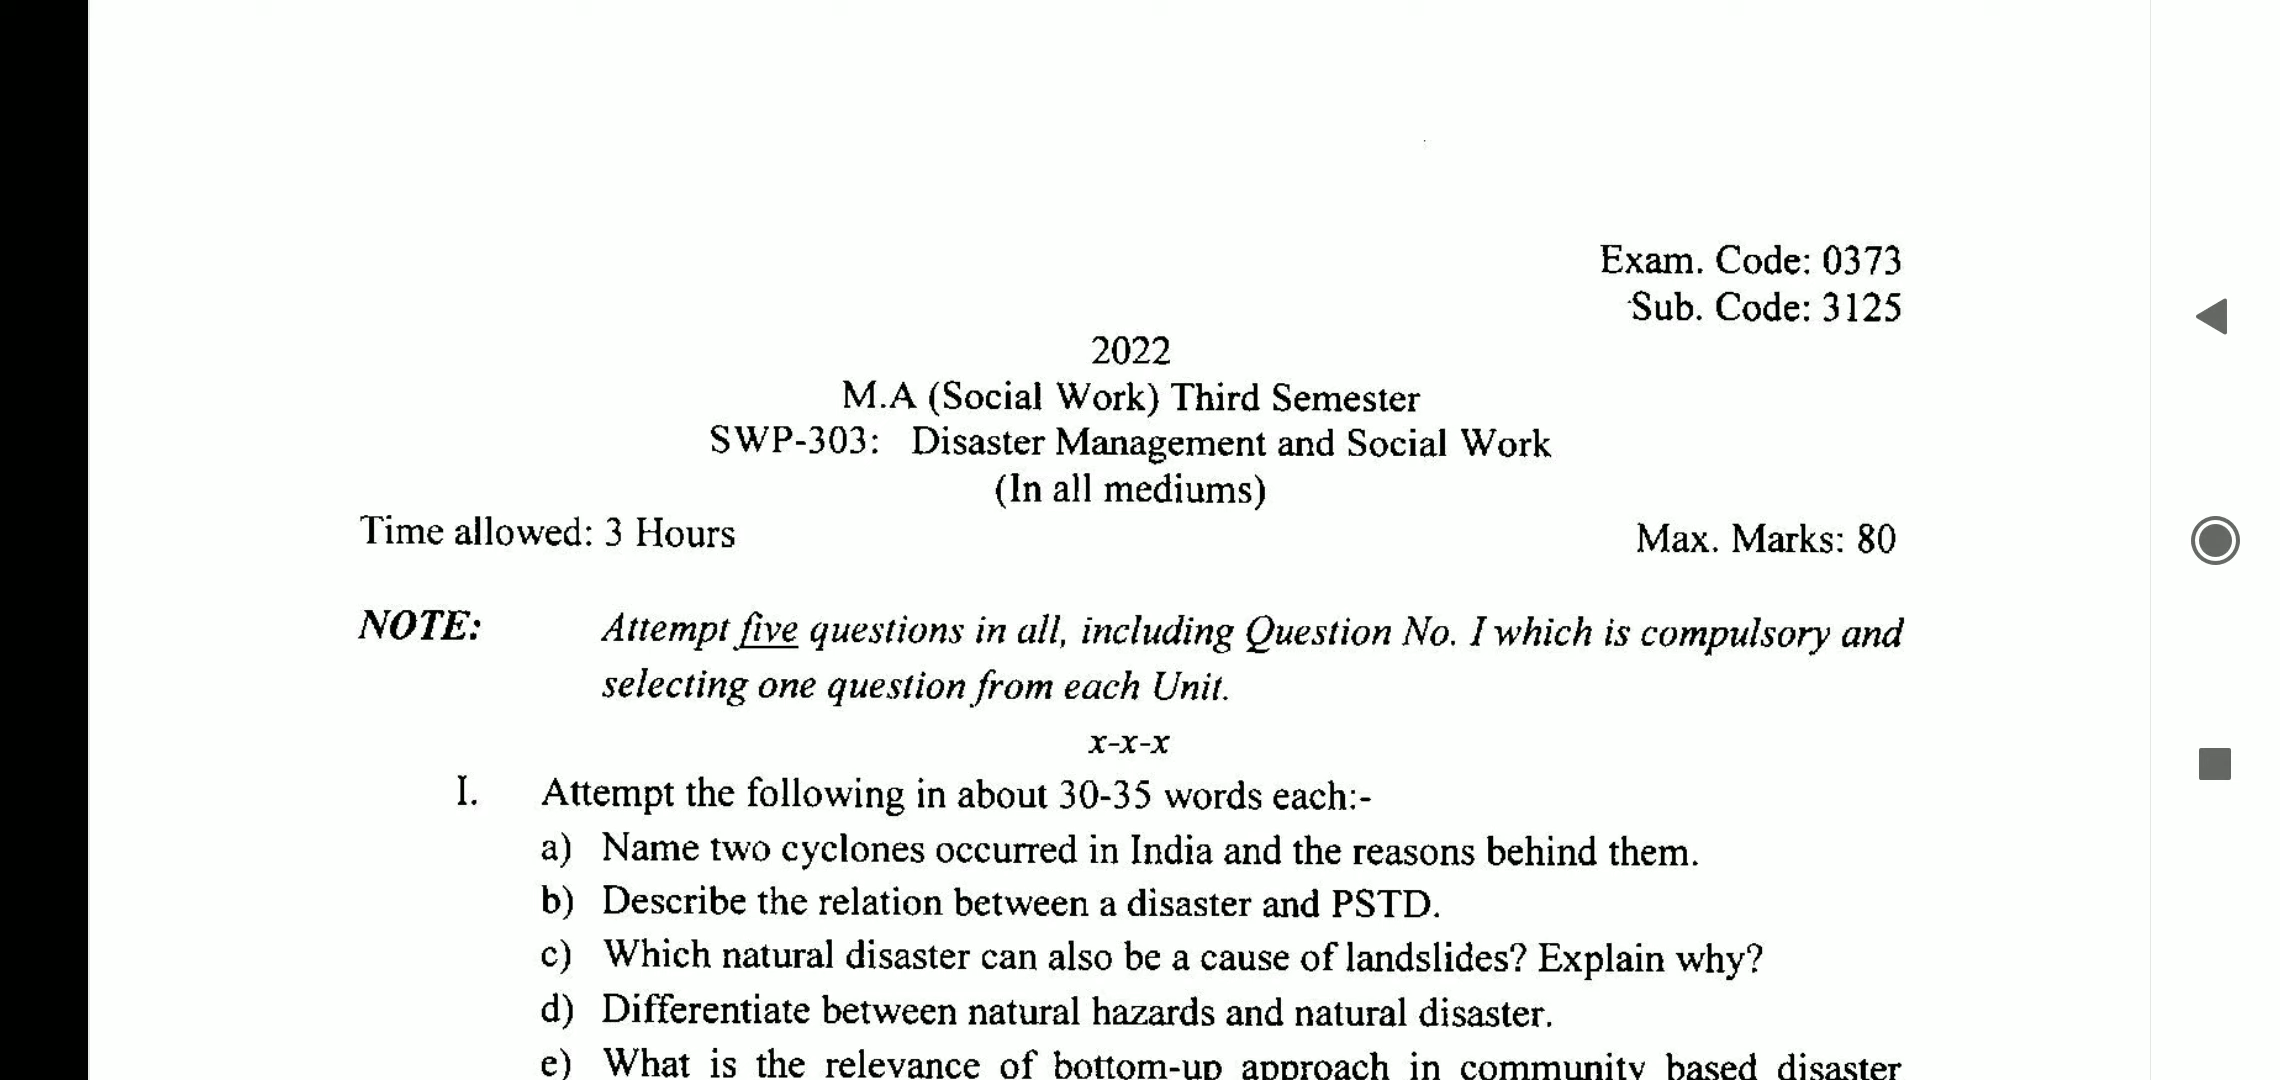 Exam. Code: 0373
Sub. Code: 3125
2022
M.A (Social Work) Third Semester
SWP-303: Disaster Management and Social Work
(In all mediums)
Time allowed: 3 Hours Max. Marks: 80
NOTE: Attempt five questions in all, including Question No. I which is compulsory and
selecting one question from each Unit.
x-x-x
I. Attempt the following in about 30-35 words each:-
a) Name two cyclones occurred in India and the reasons behind them.
b) Describe the relation between a disaster and PSTD.
c) Which natural disaster can also be a cause of landslides? Explain why?
d) Differentiate between natural hazards and natural disaster.
e) What is the relevance of bottom-up approach in community based disaster